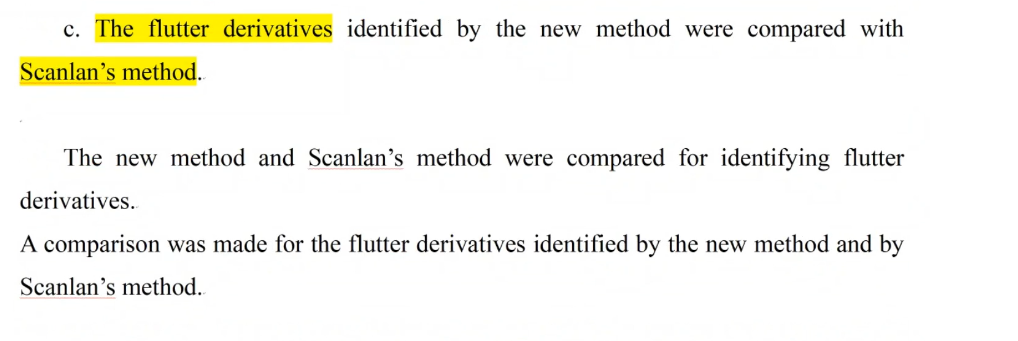 c. The flutter derivatives identified by the new method were compared with
Scanlan’s method.
The new method and Scanlan’s method were compared for identifying flutter
derivatives.
A comparison was made for the flutter derivatives identified by the new method and by
Scanlan’s method.